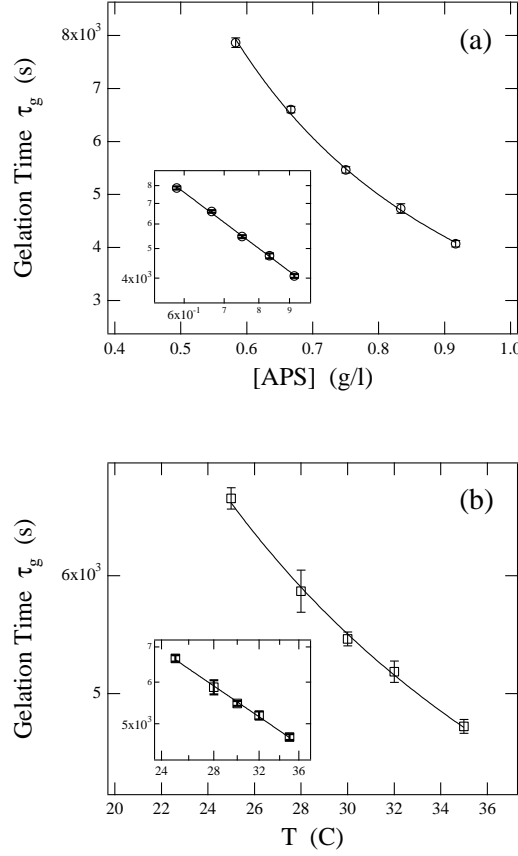 (a)
Gelation Time τg (s)
8x10³
7
6
5
4
3
0.4 0.5 0.6 0.7 0.8 0.9 1.0
[APS] (g/l)
8
7
6
5
4x10³
6x10⁻¹ 7 8 9
(b)
Gelation Time τg (s)
6x10³
5
20 22 24 26 28 30 32 34 36
T (C)
7
6
5x10³
24 28 32 36